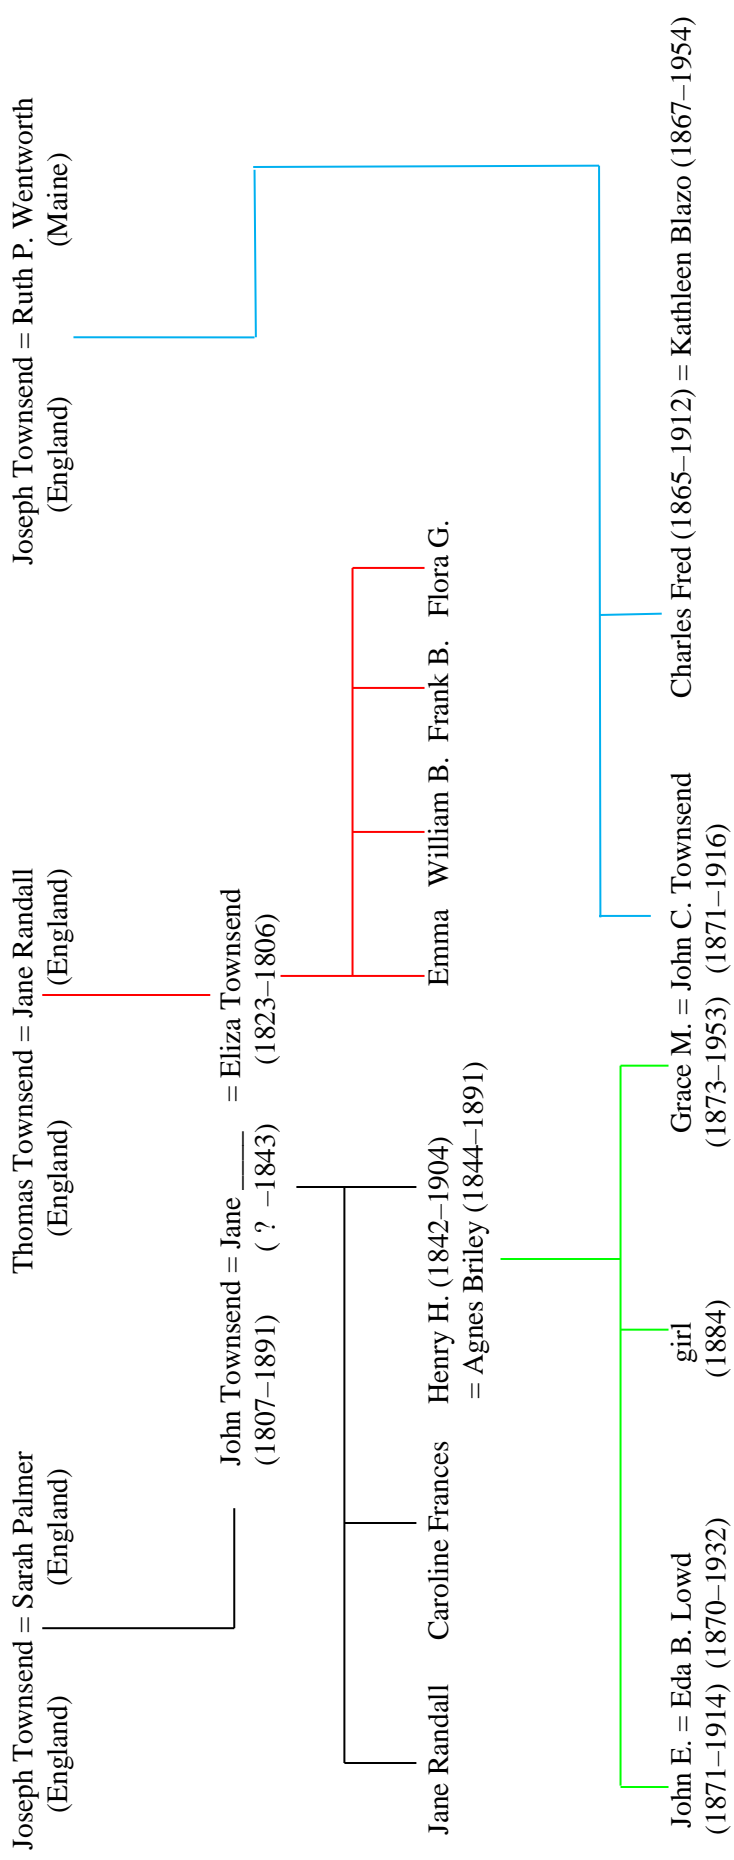 Joseph Townsend = Sarah Palmer
(England) (England)
Thomas Townsend = Jane Randall
(England) (England)
Joseph Townsend = Ruth P. Wentworth
(England) (Maine)
John Townsend = Jane ____ = Eliza Townsend
(1807–1891) ( ? –1843) (1823–1806)
Jane Randall Caroline Frances Henry H. (1842–1904) Emma William B. Frank B. Flora G.
= Agnes Briley (1844–1891)
John E. = Eda B. Lowd girl Grace M. = John C. Townsend Charles Fred (1865–1912) = Kathleen Blazo (1867–1954)
(1871–1914) (1870–1932) (1884) (1873–1953) (1871–1916)